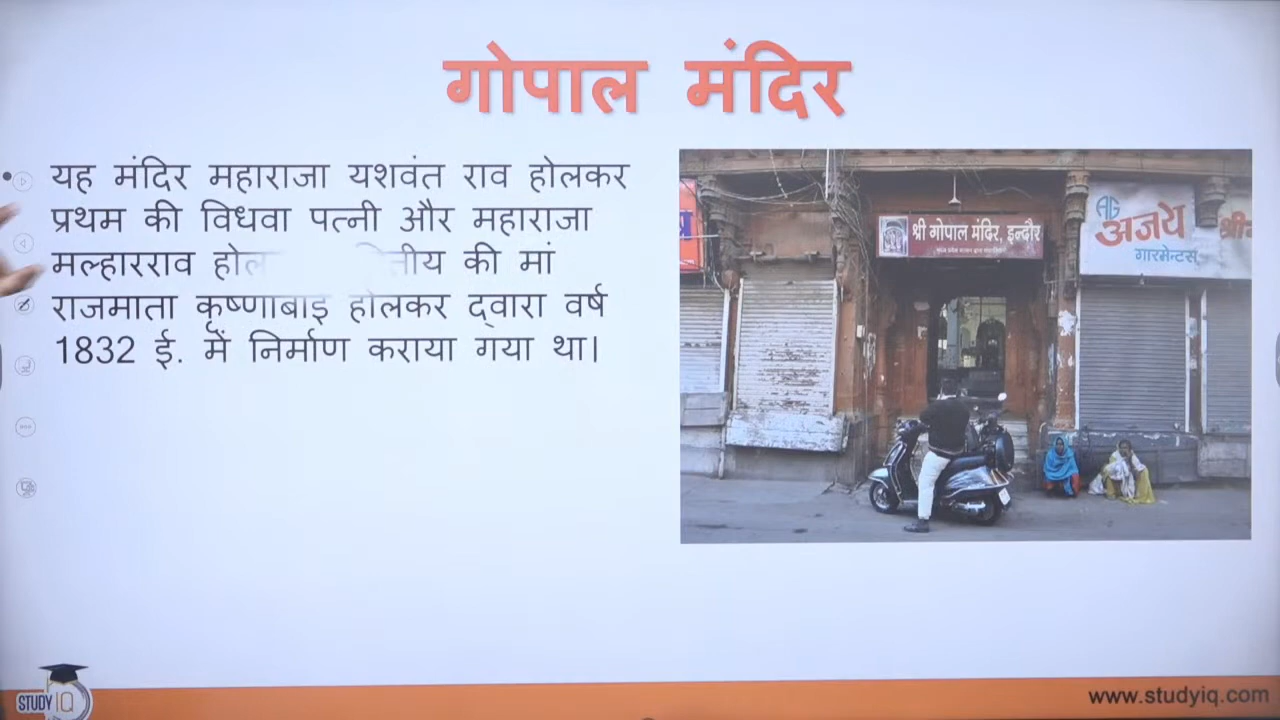 गोपाल मंदिर
यह मंदिर महाराजा यशवंत राव होलकर
प्रथम की विधवा पत्नी और महाराजा
मल्हारराव की मां
राजमाता कृष्णाबाई होलकर द्वारा वर्ष
1832 ई. में निर्माण कराया गया था।
श्री गोपाल मंदिर, इन्दौर
AG
अजय
गारमेन्टस्
STUDY IQ
www.studyiq.com